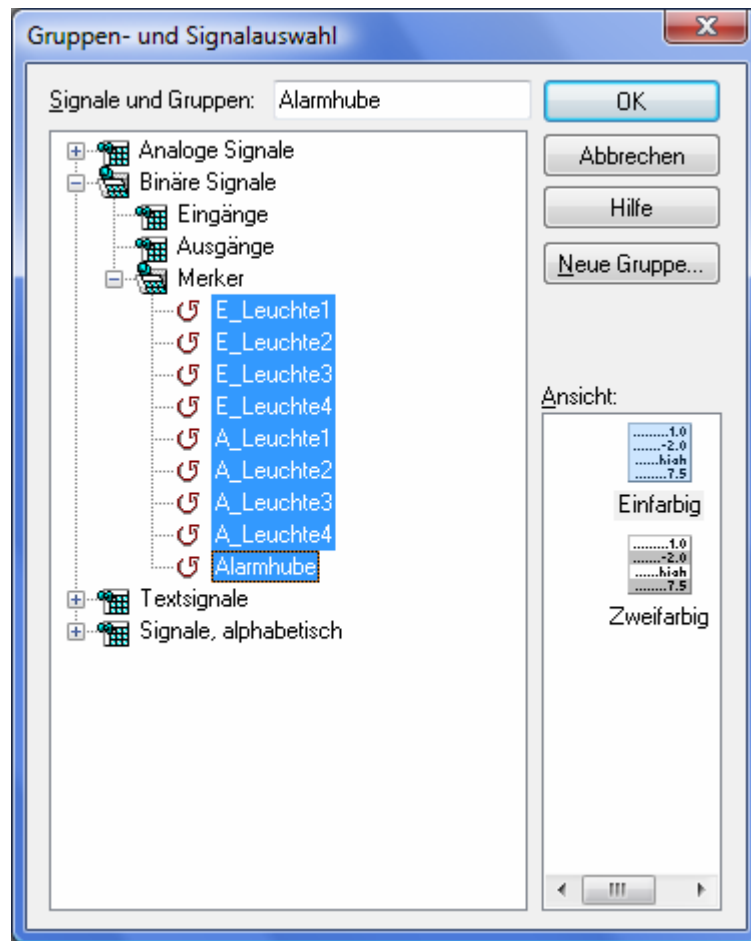 Gruppen- und Signalauswahl
Signale und Gruppen: Alarmhube
OK
Abbrechen
Hilfe
Neue Gruppe...
Analoge Signale
Binäre Signale
Eingänge
Ausgänge
Merker
E_Leuchte1
E_Leuchte2
E_Leuchte3
E_Leuchte4
A_Leuchte1
A_Leuchte2
A_Leuchte3
A_Leuchte4
Alarmhube
Textsignale
Signale, alphabetisch
Ansicht:
.........1.0
........-2.0
......high
........7.5
Einfarbig
.........1.0
........-2.0
......high
........7.5
Zweifarbig